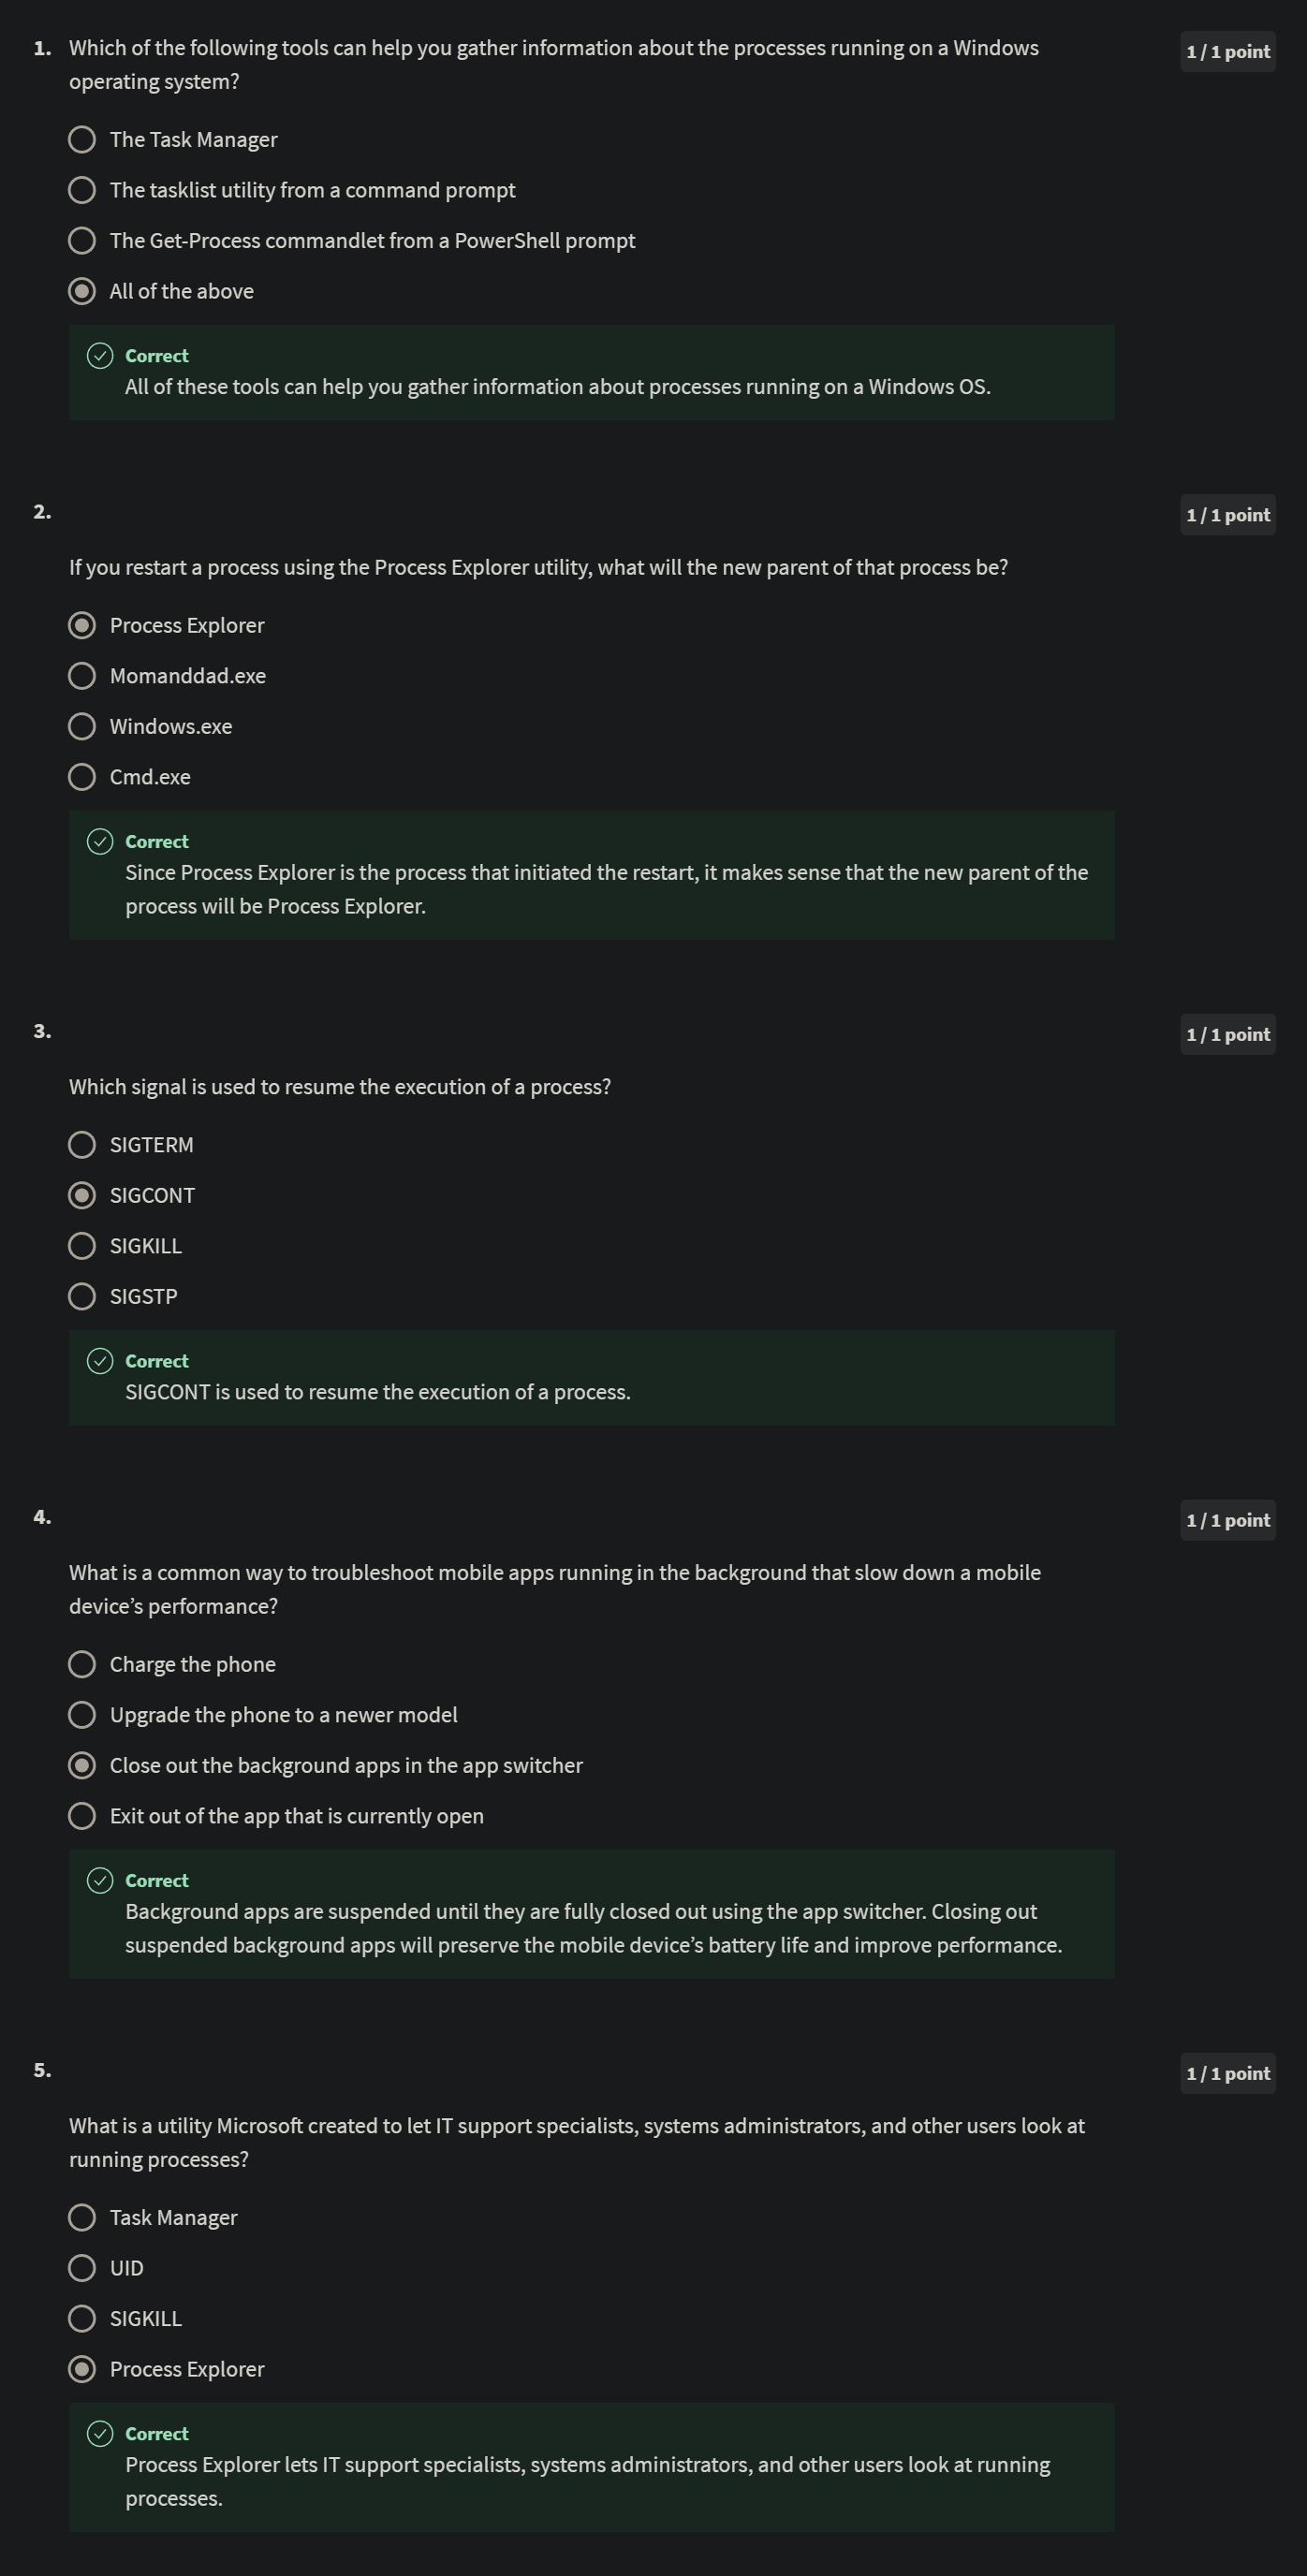 1. Which of the following tools can help you gather information about the processes running on a Windows
operating system?
1 / 1 point
The Task Manager
The tasklist utility from a command prompt
The Get-Process commandlet from a PowerShell prompt
All of the above
Correct
All of these tools can help you gather information about processes running on a Windows OS.
2.
1 / 1 point
If you restart a process using the Process Explorer utility, what will the new parent of that process be?
Process Explorer
Momanddad.exe
Windows.exe
Cmd.exe
Correct
Since Process Explorer is the process that initiated the restart, it makes sense that the new parent of the
process will be Process Explorer.
3.
1 / 1 point
Which signal is used to resume the execution of a process?
SIGTERM
SIGCONT
SIGKILL
SIGSTP
Correct
SIGCONT is used to resume the execution of a process.
4.
1 / 1 point
What is a common way to troubleshoot mobile apps running in the background that slow down a mobile
device’s performance?
Charge the phone
Upgrade the phone to a newer model
Close out the background apps in the app switcher
Exit out of the app that is currently open
Correct
Background apps are suspended until they are fully closed out using the app switcher. Closing out
suspended background apps will preserve the mobile device’s battery life and improve performance.
5.
1 / 1 point
What is a utility Microsoft created to let IT support specialists, systems administrators, and other users look at
running processes?
Task Manager
UID
SIGKILL
Process Explorer
Correct
Process Explorer lets IT support specialists, systems administrators, and other users look at running
processes.